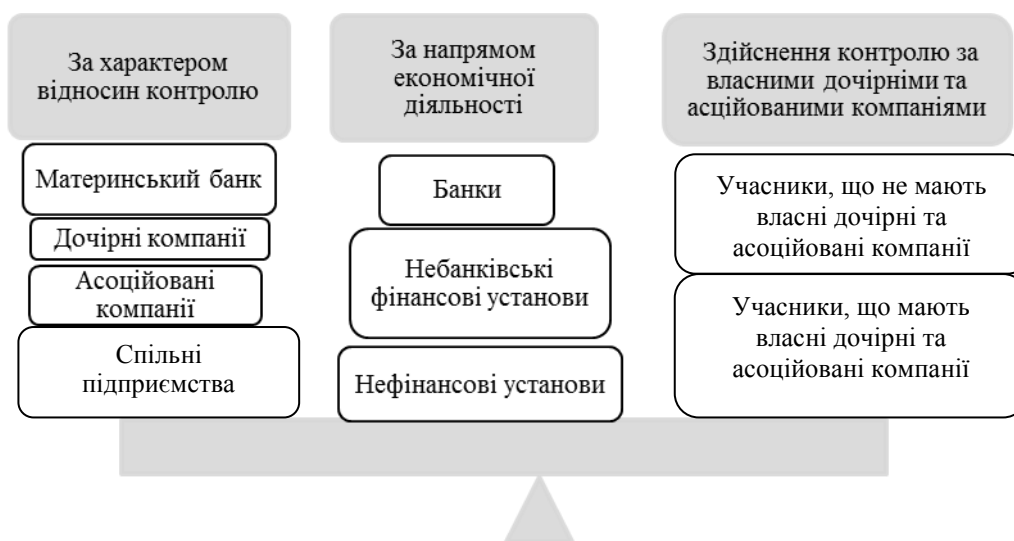 За характером
відносин контролю
Материнський банк
Дочірні компанії
Асоційовані
компанії
Спільні
підприємства
За напрямом
економічної
діяльності
Банки
Небанківські
фінансові установи
Нефінансові установи
Здійснення контролю за
власними дочірніми та
асційованими компаніями
Учасники, що не мають
власні дочірні та
асоційовані компанії
Учасники, що мають
власні дочірні та
асоційовані компанії